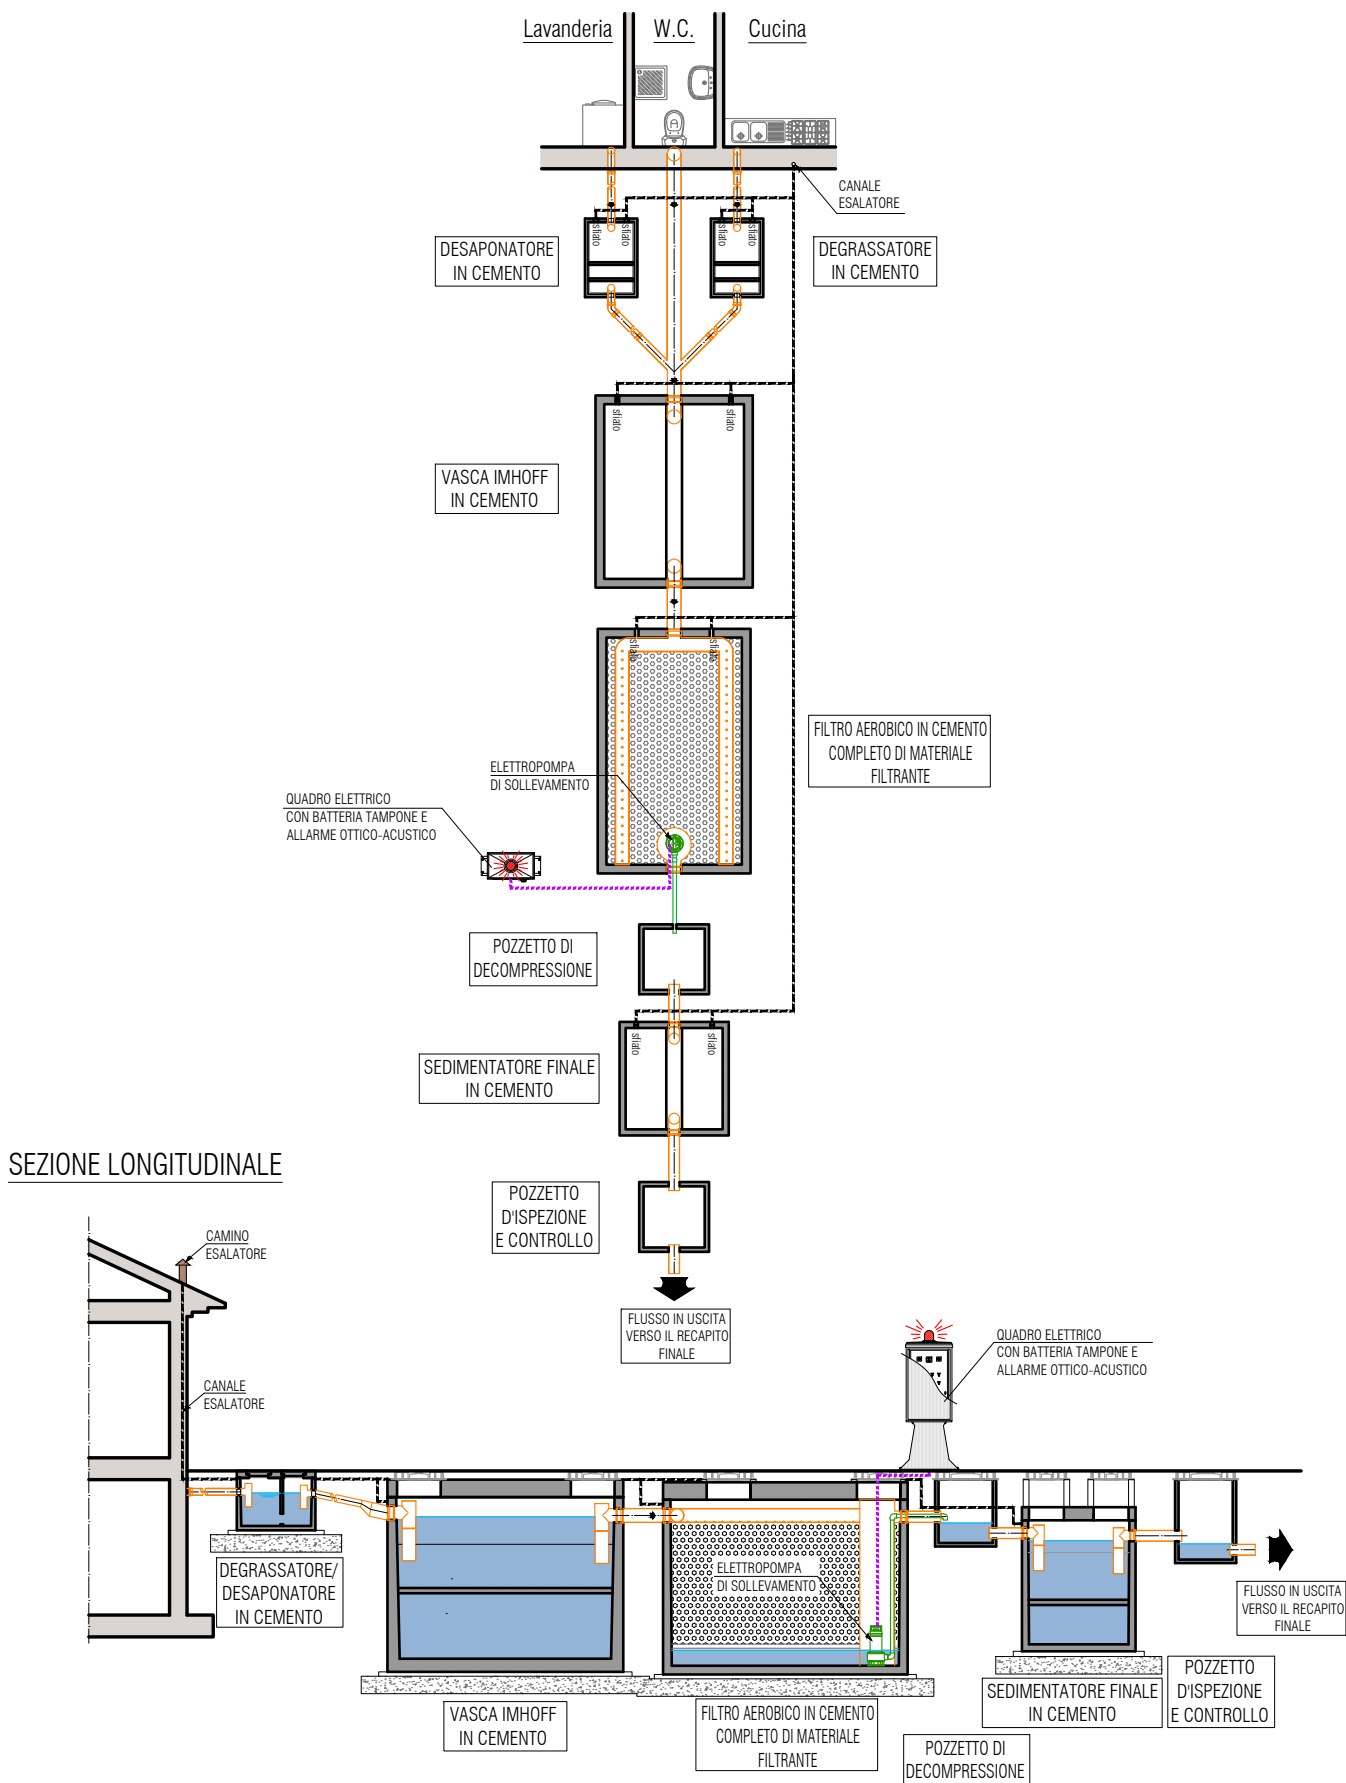 Lavanderia
W.C.
Cucina
CANALE
ESALATORE
sfiato
sfiato
sfiato
sfiato
DESAPONATORE
IN CEMENTO
DEGRASSATORE
IN CEMENTO
sfiato
sfiato
VASCA IMHOFF
IN CEMENTO
sfiato
sfiato
FILTRO AEROBICO IN CEMENTO
COMPLETO DI MATERIALE
FILTRANTE
ELETTROPOMPA
DI SOLLEVAMENTO
QUADRO ELETTRICO
CON BATTERIA TAMPONE E
ALLARME OTTICO-ACUSTICO
POZZETTO DI
DECOMPRESSIONE
sfiato
sfiato
SEDIMENTATORE FINALE
IN CEMENTO
SEZIONE LONGITUDINALE
POZZETTO
D'ISPEZIONE
E CONTROLLO
CAMINO
ESALATORE
FLUSSO IN USCITA
VERSO IL RECAPITO
FINALE
QUADRO ELETTRICO
CON BATTERIA TAMPONE E
ALLARME OTTICO-ACUSTICO
CANALE
ESALATORE
DEGRASSATORE/
DESAPONATORE
IN CEMENTO
ELETTROPOMPA
DI SOLLEVAMENTO
FLUSSO IN USCITA
VERSO IL RECAPITO
FINALE
VASCA IMHOFF
IN CEMENTO
FILTRO AEROBICO IN CEMENTO
COMPLETO DI MATERIALE
FILTRANTE
POZZETTO DI
DECOMPRESSIONE
SEDIMENTATORE FINALE
IN CEMENTO
POZZETTO
D'ISPEZIONE
E CONTROLLO